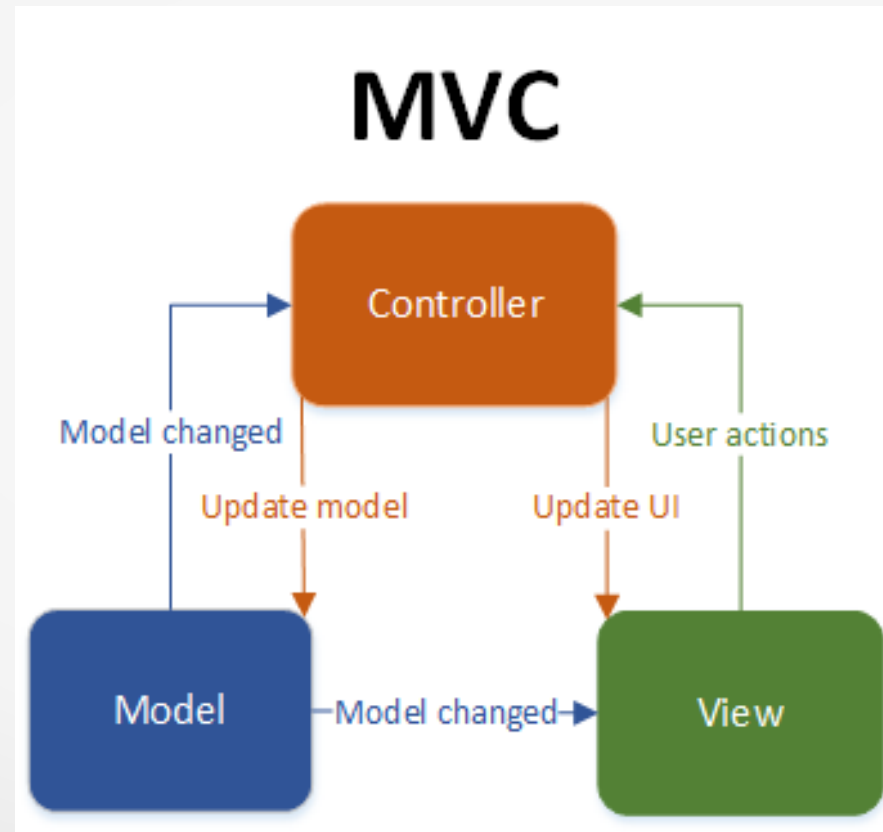 MVC
Controller
Model changed
User actions
Update model
Update UI
Model
Model changed
View